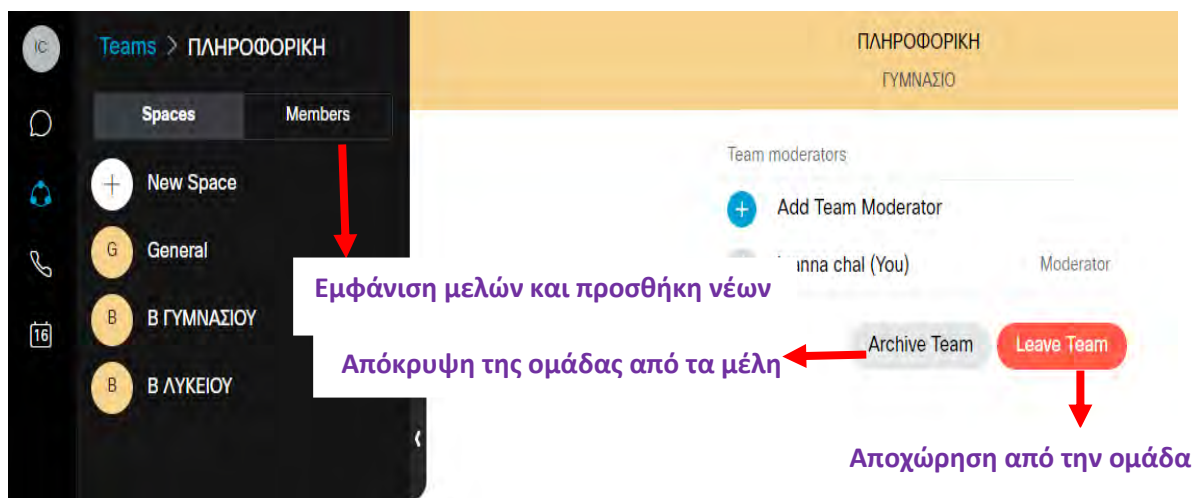 IC
Teams > ΠΛΗΡΟΦΟΡΙΚΗ
Spaces Members
+ New Space
G General
B Β ΓΥΜΝΑΣΙΟΥ
B Β ΛΥΚΕΙΟΥ
16
ΠΛΗΡΟΦΟΡΙΚΗ
ΓΥΜΝΑΣΙΟ
Team moderators
+ Add Team Moderator
chal (You) Moderator
Εμφάνιση μελών και προσθήκη νέων
Archive Team Leave Team
Απόκρυψη της ομάδας από τα μέλη
Αποχώρηση από την ομάδα